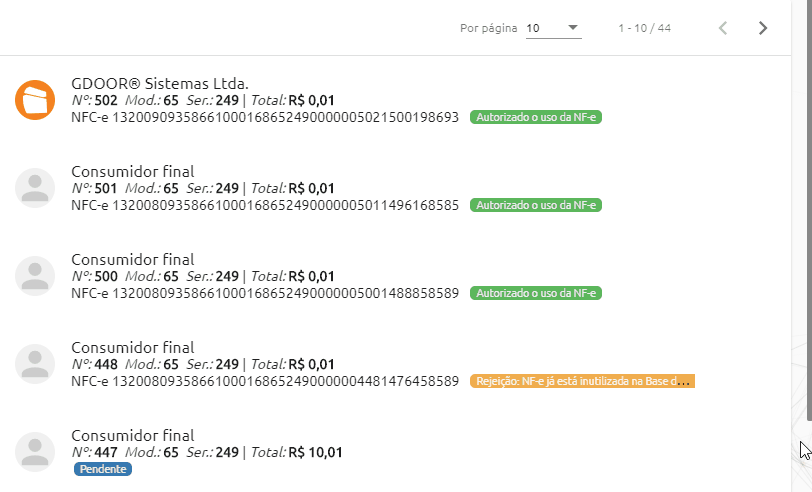 Por página 10 1 - 10 / 44
GDOOR® Sistemas Ltda.
Nº: 502 Mod.: 65 Ser.: 249 | Total: R$ 0,01
NFC-e 13200909358661000168652490000005021500198693 Autorizado o uso da NF-e
Consumidor final
Nº: 501 Mod.: 65 Ser.: 249 | Total: R$ 0,01
NFC-e 13200809358661000168652490000005011496168585 Autorizado o uso da NF-e
Consumidor final
Nº: 500 Mod.: 65 Ser.: 249 | Total: R$ 0,01
NFC-e 13200809358661000168652490000005001488858589 Autorizado o uso da NF-e
Consumidor final
Nº: 448 Mod.: 65 Ser.: 249 | Total: R$ 0,01
NFC-e 13200809358661000168652490000004481476458589 Rejeição: NF-e já está inutilizada na Base d...
Consumidor final
Nº: 447 Mod.: 65 Ser.: 249 | Total: R$ 10,01
Pendente